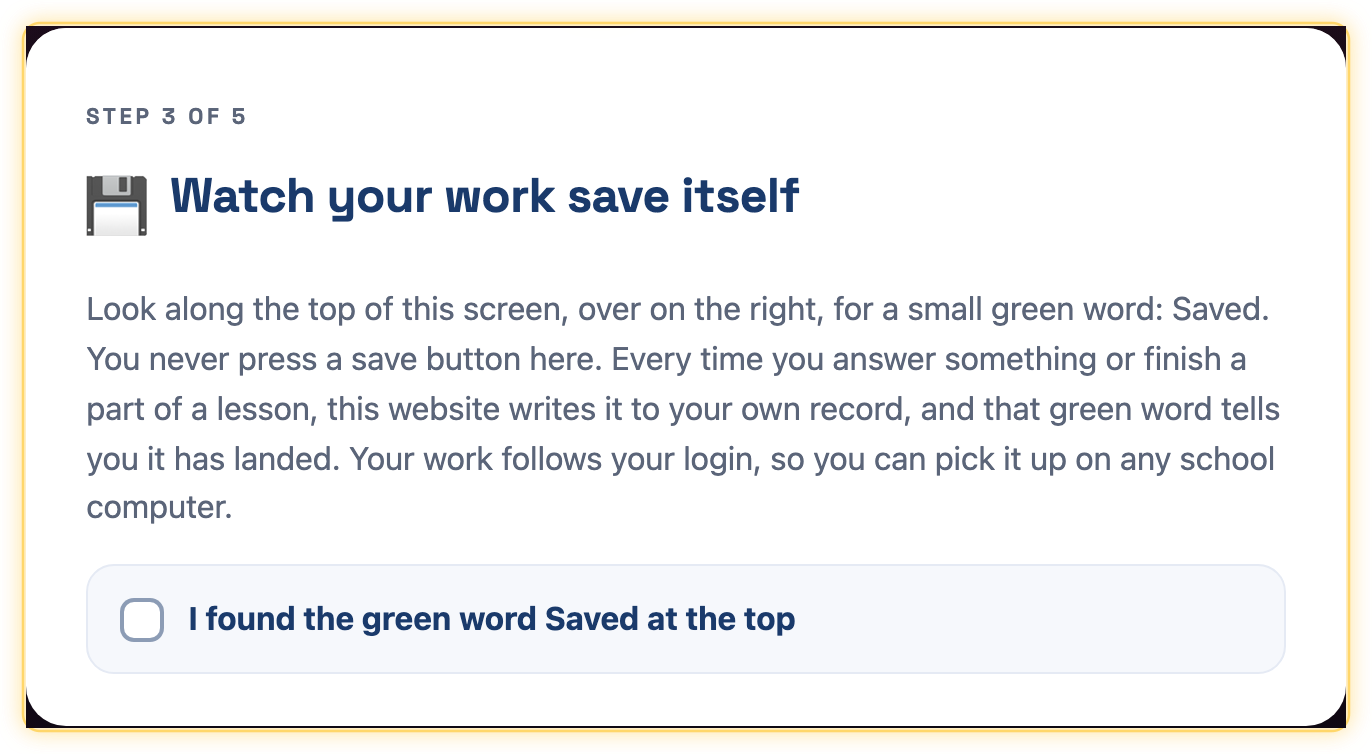 STEP 3 OF 5
Watch your work save itself
Look along the top of this screen, over on the right, for a small green word: Saved.
You never press a save button here. Every time you answer something or finish a
part of a lesson, this website writes it to your own record, and that green word tells
you it has landed. Your work follows your login, so you can pick it up on any school
computer.
I found the green word Saved at the top